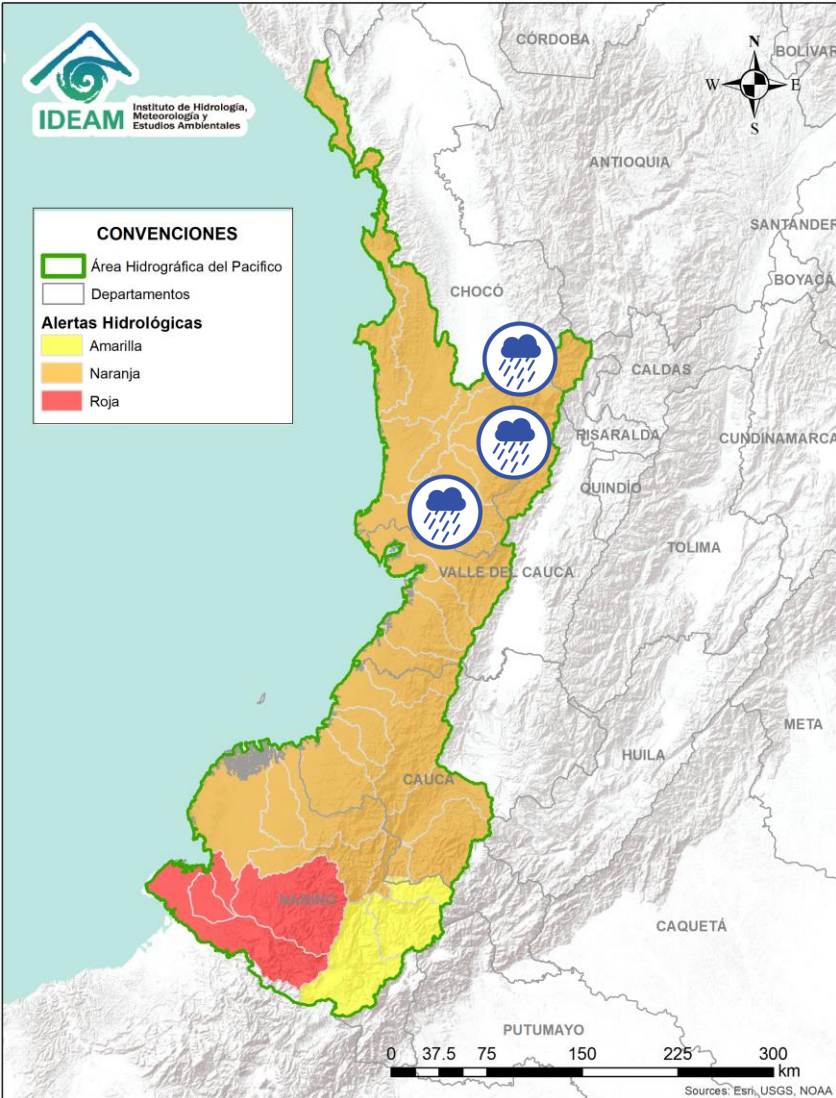 IDEAM
Instituto de Hidrología,
Meteorología y
Estudios Ambientales
N
W
E
S
CÓRDOBA
BOLÍVAR
ANTIOQUIA
SANTANDER
BOYACÁ
CHOCÓ
CALDAS
RISARALDA
CUNDINAMARCA
QUINDÍO
TOLIMA
VALLE DEL CAUCA
META
HUILA
CAUCA
NARIÑO
CAQUETÁ
PUTUMAYO
CONVENCIONES
Área Hidrográfica del Pacifico
Departamentos
Alertas Hidrológicas
Amarilla
Naranja
Roja
0 37.5 75 150 225 300
km
Sources: Esri, USGS, NOAA